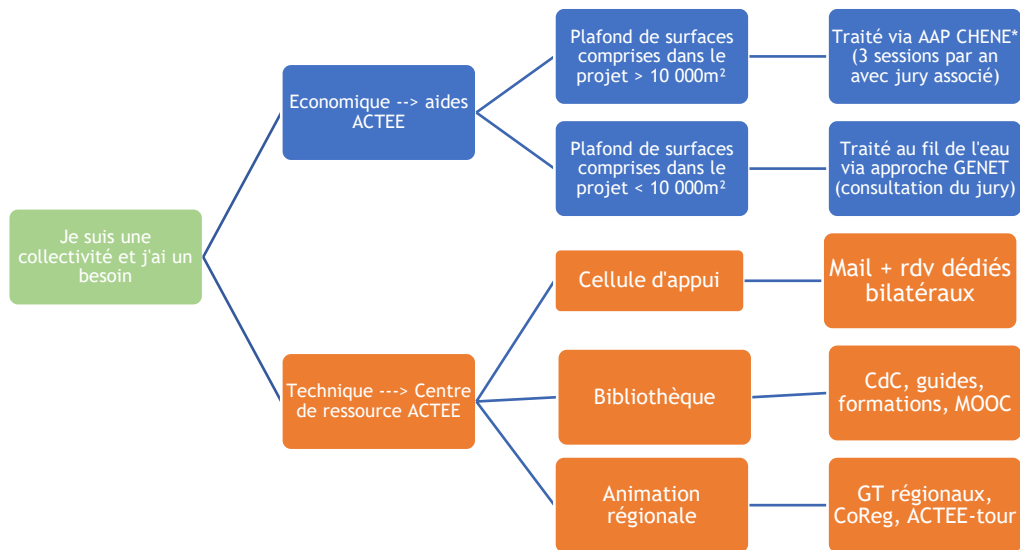 Je suis une
collectivité et j'ai un
besoin
Economique --> aides
ACTEE
Plafond de surfaces
comprises dans le
projet > 10 000m²
Traité via AAP CHENE*
(3 sessions par an
avec jury associé)
Plafond de surfaces
comprises dans le
projet < 10 000m²
Traité au fil de l'eau
via approche GENET
(consultation du jury)
Technique ---> Centre
de ressource ACTEE
Cellule d'appui
Mail + rdv dédiés
bilatéraux
Bibliothèque
CdC, guides,
formations, MOOC
Animation
régionale
GT régionaux,
CoReg, ACTEE-tour